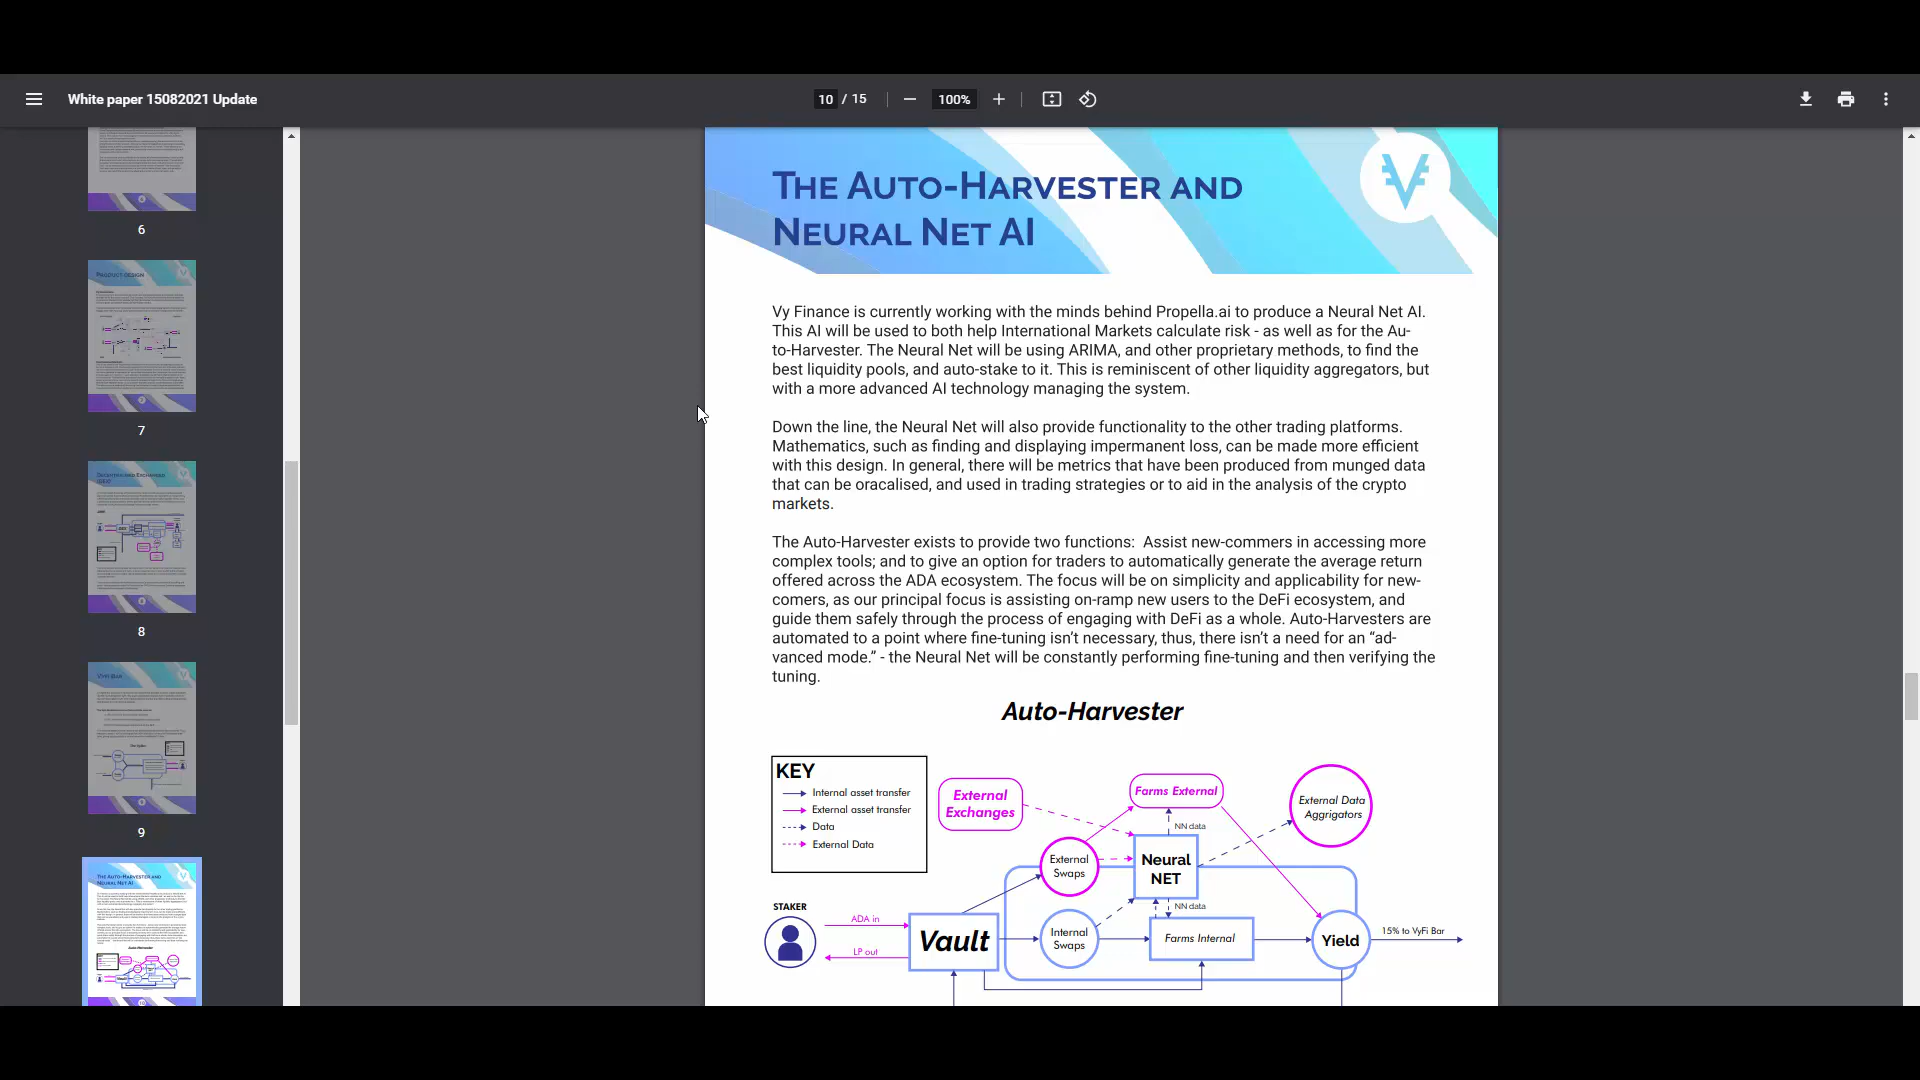 White paper 15082021 Update
10 / 15
100%
6
7
8
9
THE AUTO-HARVESTER AND
NEURAL NET AI
Vy Finance is currently working with the minds behind Propella.ai to produce a Neural Net AI.
This AI will be used to both help International Markets calculate risk - as well as for the Au-
to-Harvester. The Neural Net will be using ARIMA, and other proprietary methods, to find the
best liquidity pools, and auto-stake to it. This is reminiscent of other liquidity aggregators, but
with a more advanced AI technology managing the system.
Down the line, the Neural Net will also provide functionality to the other trading platforms.
Mathematics, such as finding and displaying impermanent loss, can be made more efficient
with this design. In general, there will be metrics that have been produced from munged data
that can be oracalised, and used in trading strategies or to aid in the analysis of the crypto
markets.
The Auto-Harvester exists to provide two functions:  Assist new-commers in accessing more
complex tools; and to give an option for traders to automatically generate the average return
offered across the ADA ecosystem. The focus will be on simplicity and applicability for new-
comers, as our principal focus is assisting on-ramp new users to the DeFi ecosystem, and
guide them safely through the process of engaging with DeFi as a whole. Auto-Harvesters are
automated to a point where fine-tuning isn't necessary, thus, there isn't a need for an “ad-
vanced mode.” - the Neural Net will be constantly performing fine-tuning and then verifying the
tuning.
Auto-Harvester
KEY
Internal asset transfer
External asset transfer
Data
External Data
External
Exchanges
Farms External
External Data
Aggrigators
NN data
External
Swaps
Neural
NET
NN data
STAKER
ADA in
LP out
Vault
Internal
Swaps
Farms Internal
Yield
15% to VyFi Bar